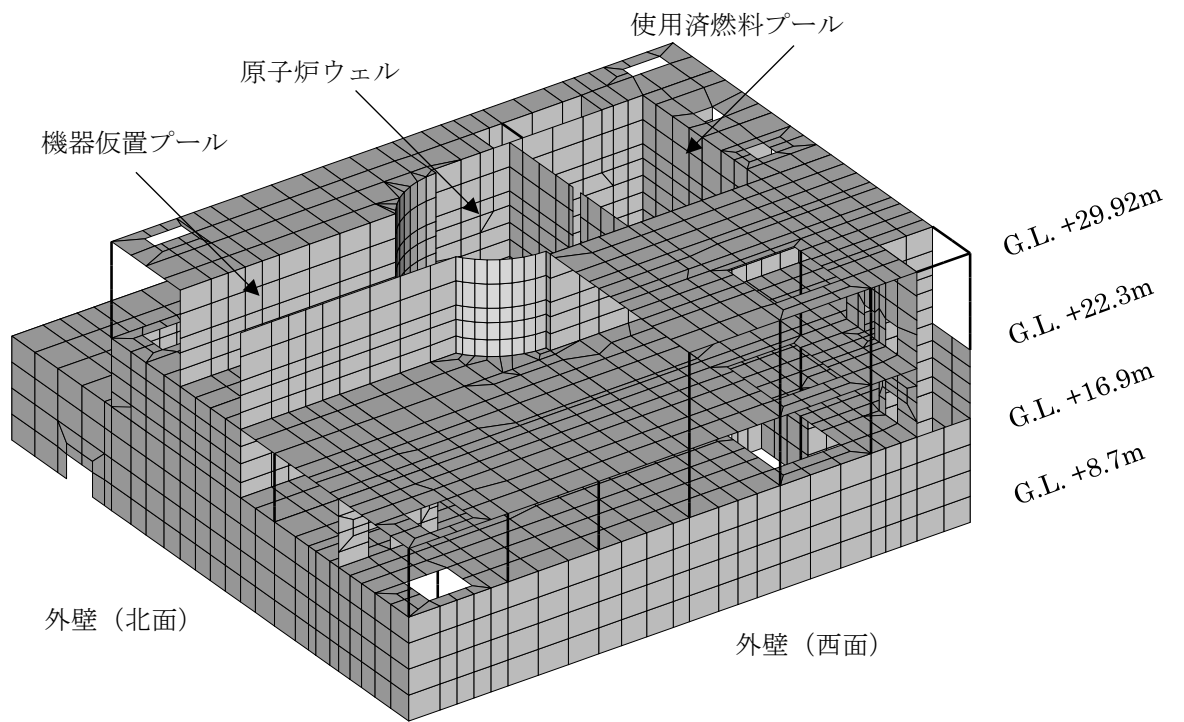 使用済燃料プール
原子炉ウェル
機器仮置プール
G.L. +29.92m
G.L. +22.3m
G.L. +16.9m
G.L. +8.7m
外壁（北面）
外壁（西面）